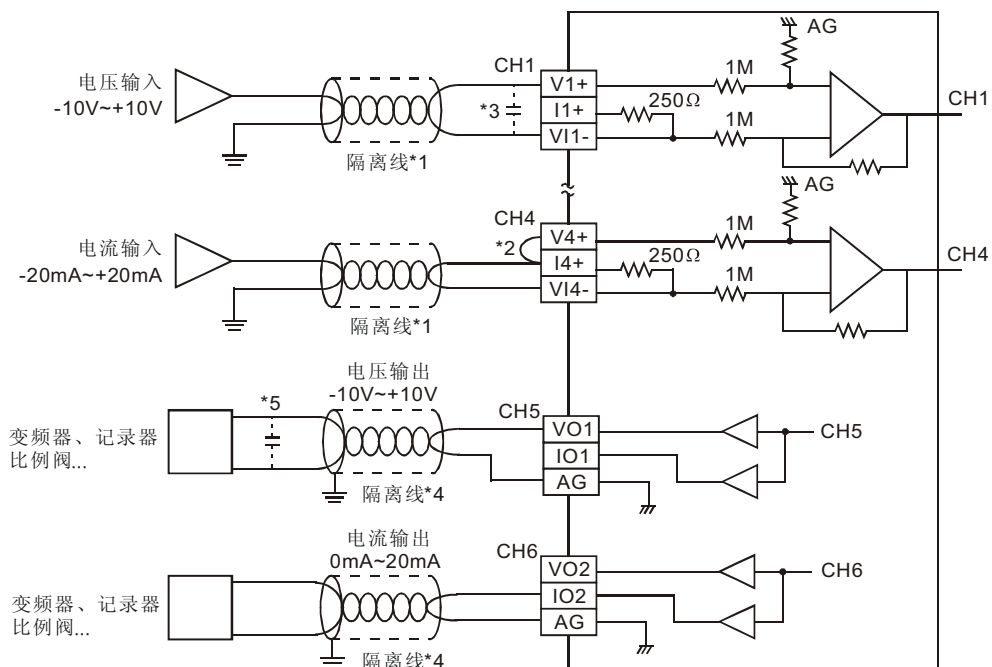 电压输入
-10V~+10V
隔离线*1
CH1
*3
V1+
I1+
VI1-
250Ω
1M
1M
AG
CH1
电流输入
-20mA~+20mA
隔离线*1
CH4
*2
V4+
I4+
VI4-
250Ω
1M
1M
AG
CH4
电压输出
-10V~+10V
变频器、记录器
比例阀...
*5
隔离线*4
CH5
VO1
IO1
AG
CH5
电流输出
0mA~20mA
变频器、记录器
比例阀...
隔离线*4
CH6
VO2
IO2
AG
CH6